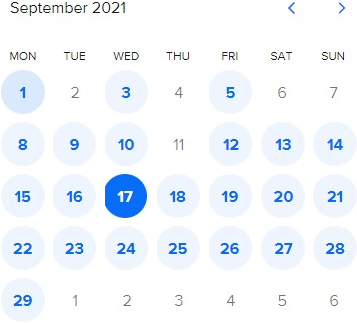 September 2021
MON TUE WED THU FRI SAT SUN
1 2 3 4 5 6 7
8 9 10 11 12 13 14
15 16 17 18 19 20 21
22 23 24 25 26 27 28
29 1 2 3 4 5 6